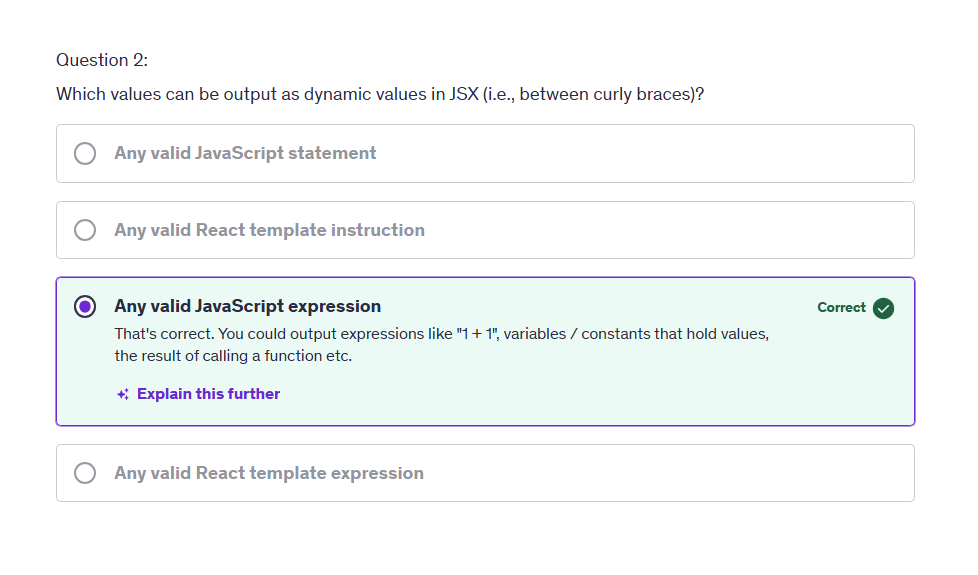 Question 2:
Which values can be output as dynamic values in JSX (i.e., between curly braces)?
Any valid JavaScript statement
Any valid React template instruction
Any valid JavaScript expression
Correct
That's correct. You could output expressions like "1 + 1", variables / constants that hold values,
the result of calling a function etc.
Explain this further
Any valid React template expression